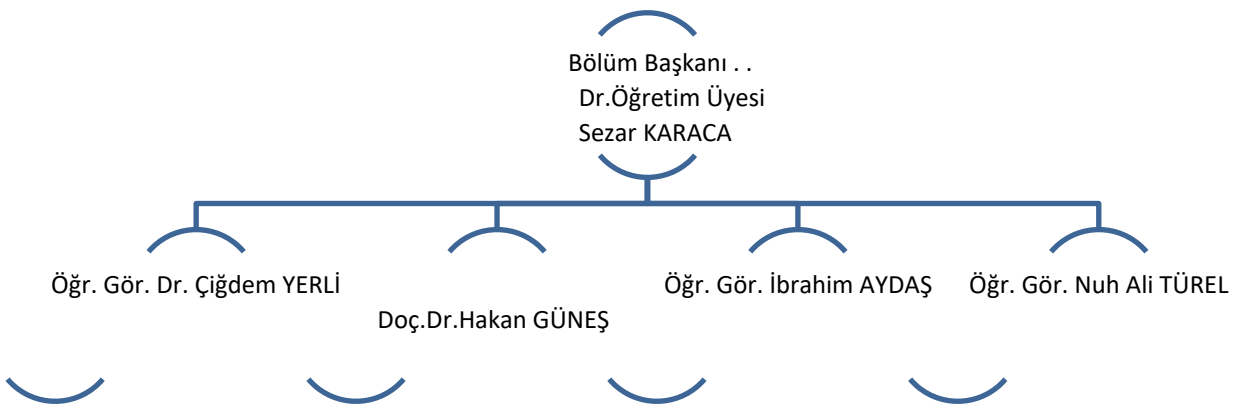 Bölüm Başkanı . .
Dr.Öğretim Üyesi
Sezar KARACA
Öğr. Gör. Dr. Çiğdem YERLİ
Doç.Dr.Hakan GÜNEŞ
Öğr. Gör. İbrahim AYDAŞ
Öğr. Gör. Nuh Ali TÜREL